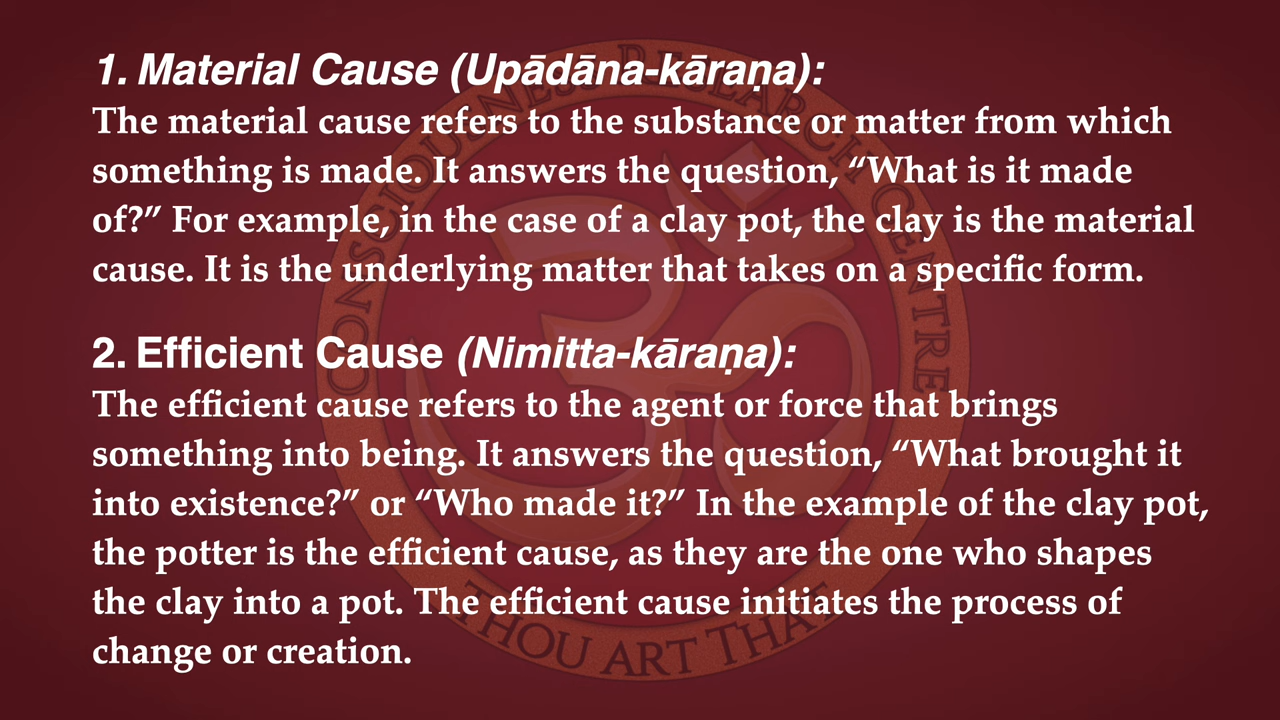 1. Material Cause (Upādāna-kāraṇa):
The material cause refers to the substance or matter from which
something is made. It answers the question, “What is it made
of?” For example, in the case of a clay pot, the clay is the material
cause. It is the underlying matter that takes on a specific form.
2. Efficient Cause (Nimitta-kāraṇa):
The efficient cause refers to the agent or force that brings
something into being. It answers the question, “What brought it
into existence?” or “Who made it?” In the example of the clay pot,
the potter is the efficient cause, as they are the one who shapes
the clay into a pot. The efficient cause initiates the process of
change or creation.
CONSCIOUSNESS RESEARCH CENTRE
THOU ART THAT
ॐ